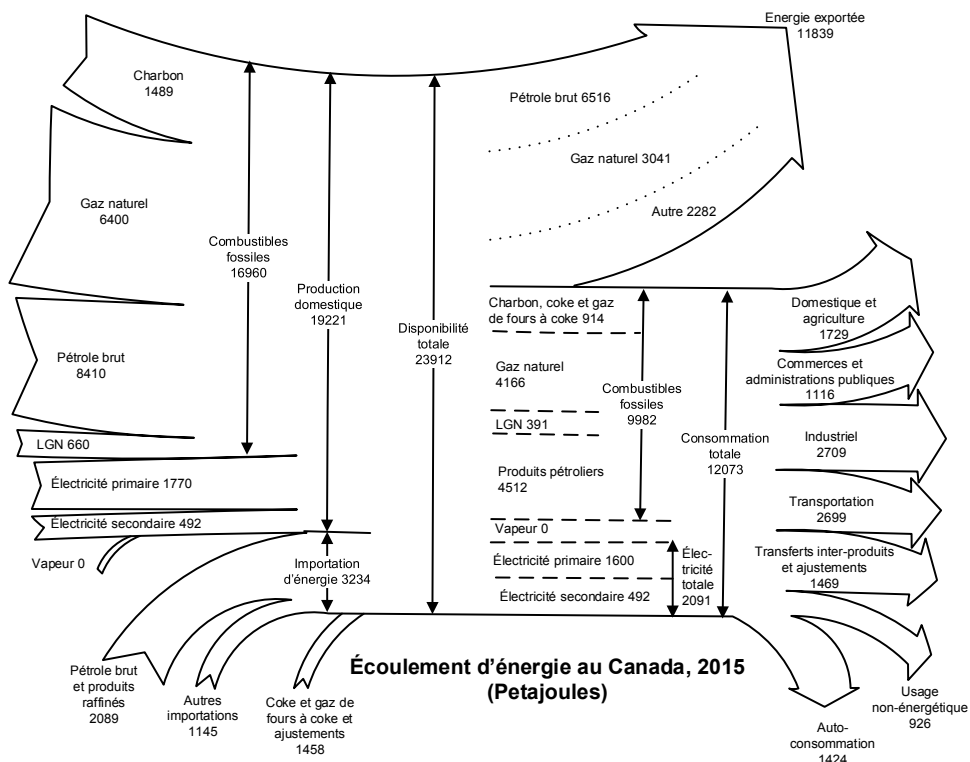 Energie exportée
11839
Charbon
1489
Pétrole brut 6516
Gaz naturel 3041
Autre 2282
Gaz naturel
6400
Combustibles
fossiles
16960
Production
domestique
19221
Disponibilité
totale
23912
Charbon, coke et gaz
de fours à coke 914
Gaz naturel
4166
LGN 391
Produits pétroliers
4512
Vapeur 0
Électricité primaire 1600
Électricité secondaire 492
Combustibles
fossiles
9982
Élec-
tricité
totale
2091
Consommation
totale
12073
Domestique et
agriculture
1729
Commerces et
administrations publiques
1116
Industriel
2709
Transportation
2699
Transferts inter-produits
et ajustements
1469
Pétrole brut
8410
LGN 660
Électricité primaire 1770
Électricité secondaire 492
Vapeur 0
Importation
d'énergie 3234
Pétrole brut
et produits
raffinés
2089
Autres
importations
1145
Coke et gaz de
fours à coke et
ajustements
1458
Écoulement d'énergie au Canada, 2015
(Petajoules)
Auto-
consommation
1424
Usage
non-énergétique
926